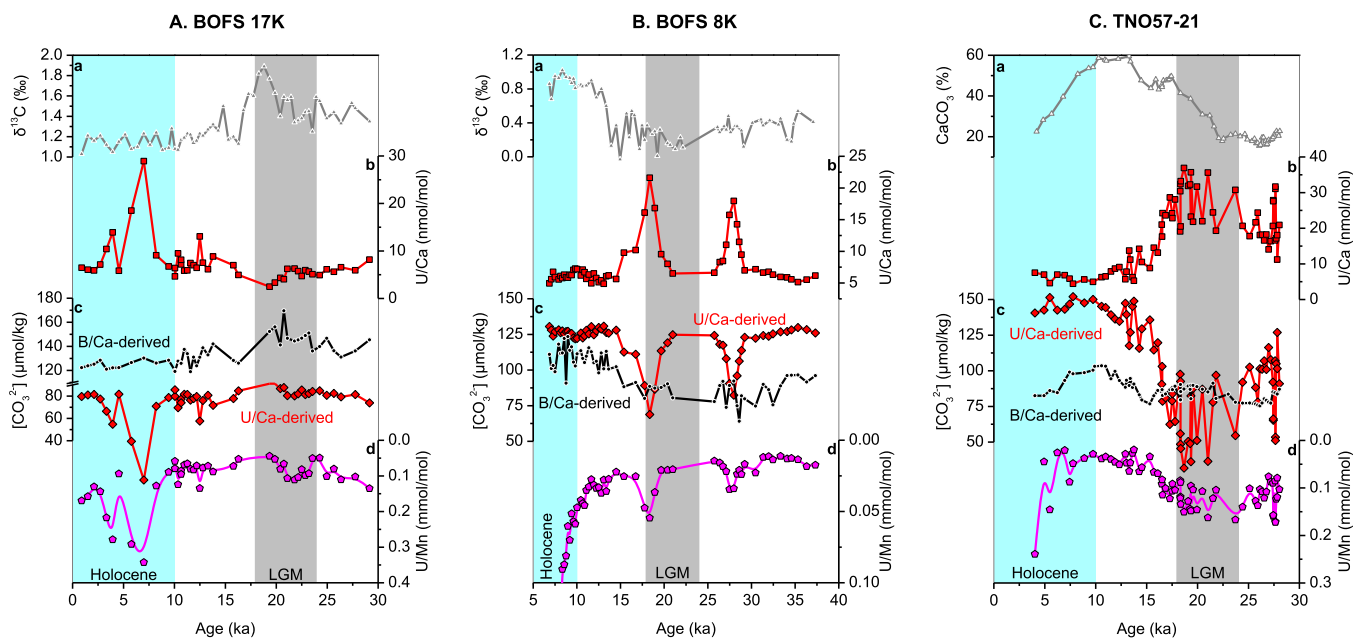 A. BOFS 17K
a
δ13C (‰)
2.0
1.8
1.6
1.4
1.2
1.0
b
U/Ca (nmol/mol)
30
20
10
0
c
[CO₃²⁻] (μmol/kg)
180
160
140
120
80
60
40
B/Ca-derived
U/Ca-derived
d
U/Mn (mmol/mol)
0.0
0.1
0.2
0.3
0.4
Holocene
LGM
0 5 10 15 20 25 30
Age (ka)
B. BOFS 8K
a
δ13C (‰)
1.2
0.8
0.4
0.0
b
U/Ca (nmol/mol)
25
20
15
10
5
c
[CO₃²⁻] (μmol/kg)
150
125
100
75
50
U/Ca-derived
B/Ca-derived
d
U/Mn (mmol/mol)
0.00
0.05
0.10
Holocene
LGM
5 10 15 20 25 30 35 40
Age (ka)
C. TNO57-21
a
CaCO₃ (%)
60
40
20
b
U/Ca (nmol/mol)
40
30
20
10
0
c
[CO₃²⁻] (μmol/kg)
150
125
100
75
50
U/Ca-derived
B/Ca-derived
d
U/Mn (mmol/mol)
0.0
0.1
0.2
0.3
Holocene
LGM
0 5 10 15 20 25 30
Age (ka)